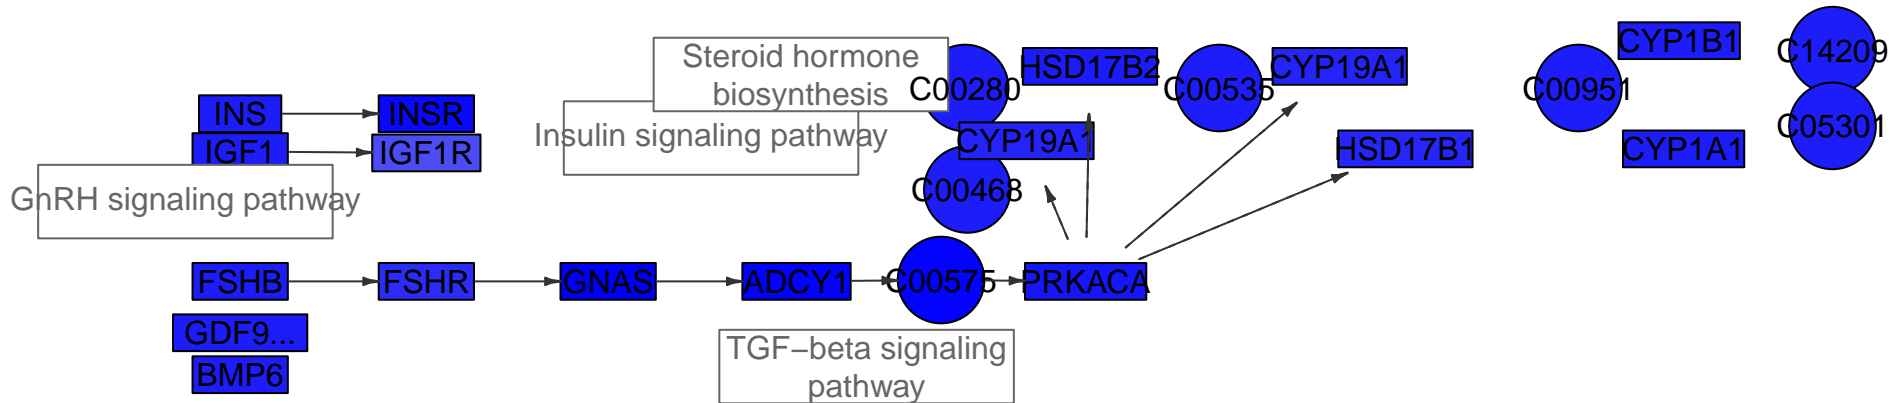 Steroid hormone
biosynthesis
C00280
HSD17B2
C00535
CYP19A1
C00951
CYP1B1
C14209
INS
INSR
Insulin signaling pathway
CYP19A1
C05301
IGF1
IGF1R
HSD17B1
CYP1A1
GnRH signaling pathway
C00468
FSHB
FSHR
GNAS
ADCY1
C00575
PRKACA
GDF9...
BMP6
TGF−beta signaling
pathway